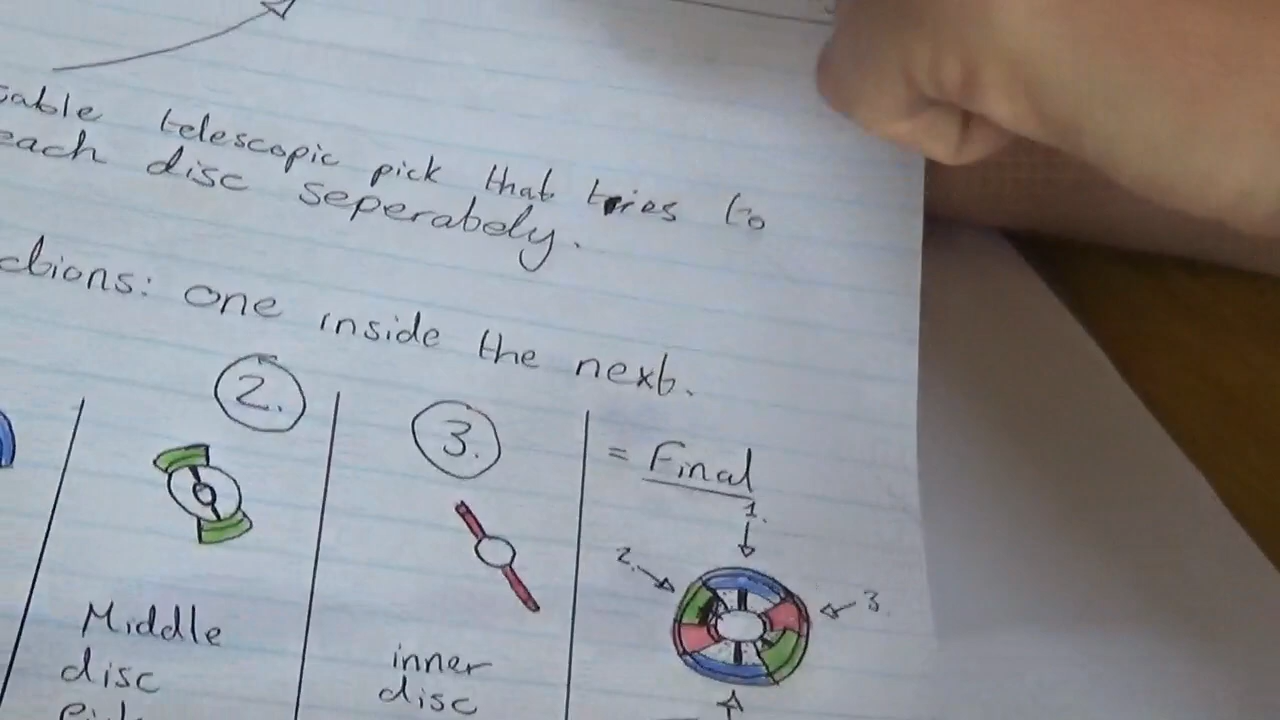 telescopic pick that tries to
each disc seperabely.
ctions: one inside the next.
2.
3.
= Final
1.
2.
3
Middle
disc
inner
disc